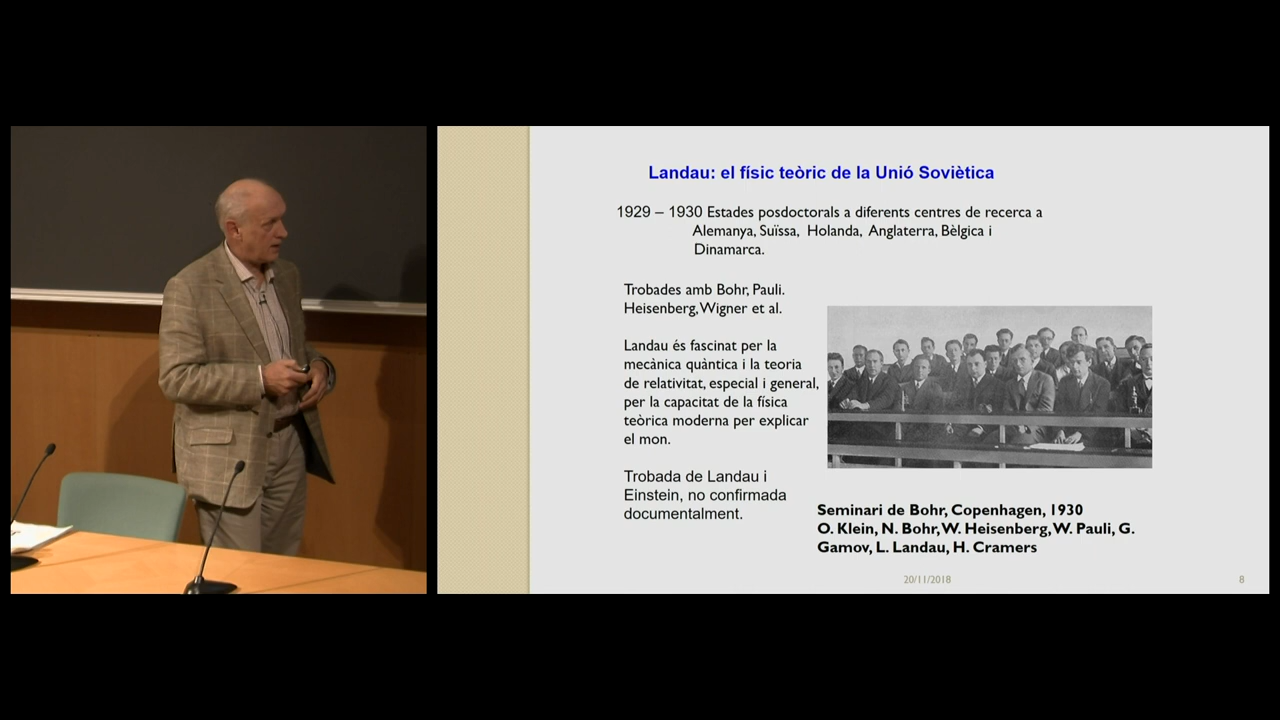 Landau: el físic teòric de la Unió Soviètica
1929 – 1930 Estades posdoctorals a diferents centres de recerca a
Alemanya, Suïssa, Holanda, Anglaterra, Bèlgica i
Dinamarca.
Trobades amb Bohr, Pauli.
Heisenberg, Wigner et al.
Landau és fascinat per la
mecànica quàntica i la teoria
de relativitat, especial i general,
per la capacitat de la física
teòrica moderna per explicar
el mon.
Trobada de Landau i
Einstein, no confirmada
documentalment.
Seminari de Bohr, Copenhagen, 1930
O. Klein, N. Bohr, W. Heisenberg, W. Pauli, G.
Gamov, L. Landau, H. Cramers
20/11/2018
8